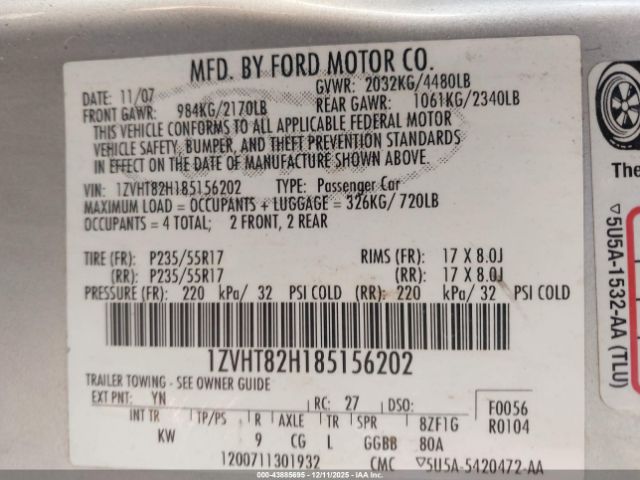 MFD. BY FORD MOTOR CO.
DATE: 11/07 GVWR: 2032KG/4480LB
FRONT GAWR: 984KG/2170LB REAR GAWR: 1061KG/2340LB
THIS VEHICLE CONFORMS TO ALL APPLICABLE FEDERAL MOTOR
VEHICLE SAFETY, BUMPER, AND THEFT PREVENTION STANDARDS
IN EFFECT ON THE DATE OF MANUFACTURE SHOWN ABOVE.
VIN: 1ZVHT82H185156202 TYPE: Passenger Car
MAXIMUM LOAD = OCCUPANTS + LUGGAGE = 326KG/720LB
OCCUPANTS = 4 TOTAL; 2 FRONT, 2 REAR
TIRE (FR): P235/55R17 RIMS (FR): 17 X 8.0J
(RR): P235/55R17 (RR): 17 X 8.0J
PRESSURE (FR): 220 kPa/ 32 PSI COLD (RR): 220 kPa/ 32 PSI COLD
1ZVHT82H185156202
TRAILER TOWING - SEE OWNER GUIDE
EXT PNT: YN RC: 27 DSO: F0056
INT TR TP/PS R AXLE TR SPR 8ZF1G R0104
KW 9 CG L GGBB 80A
1200711301932 CMC ▽5U5A-5420472-AA
The
▽5U5A-1532-AA (TLU)
000-43885695 - 12/11/2025 - IAAI.COM